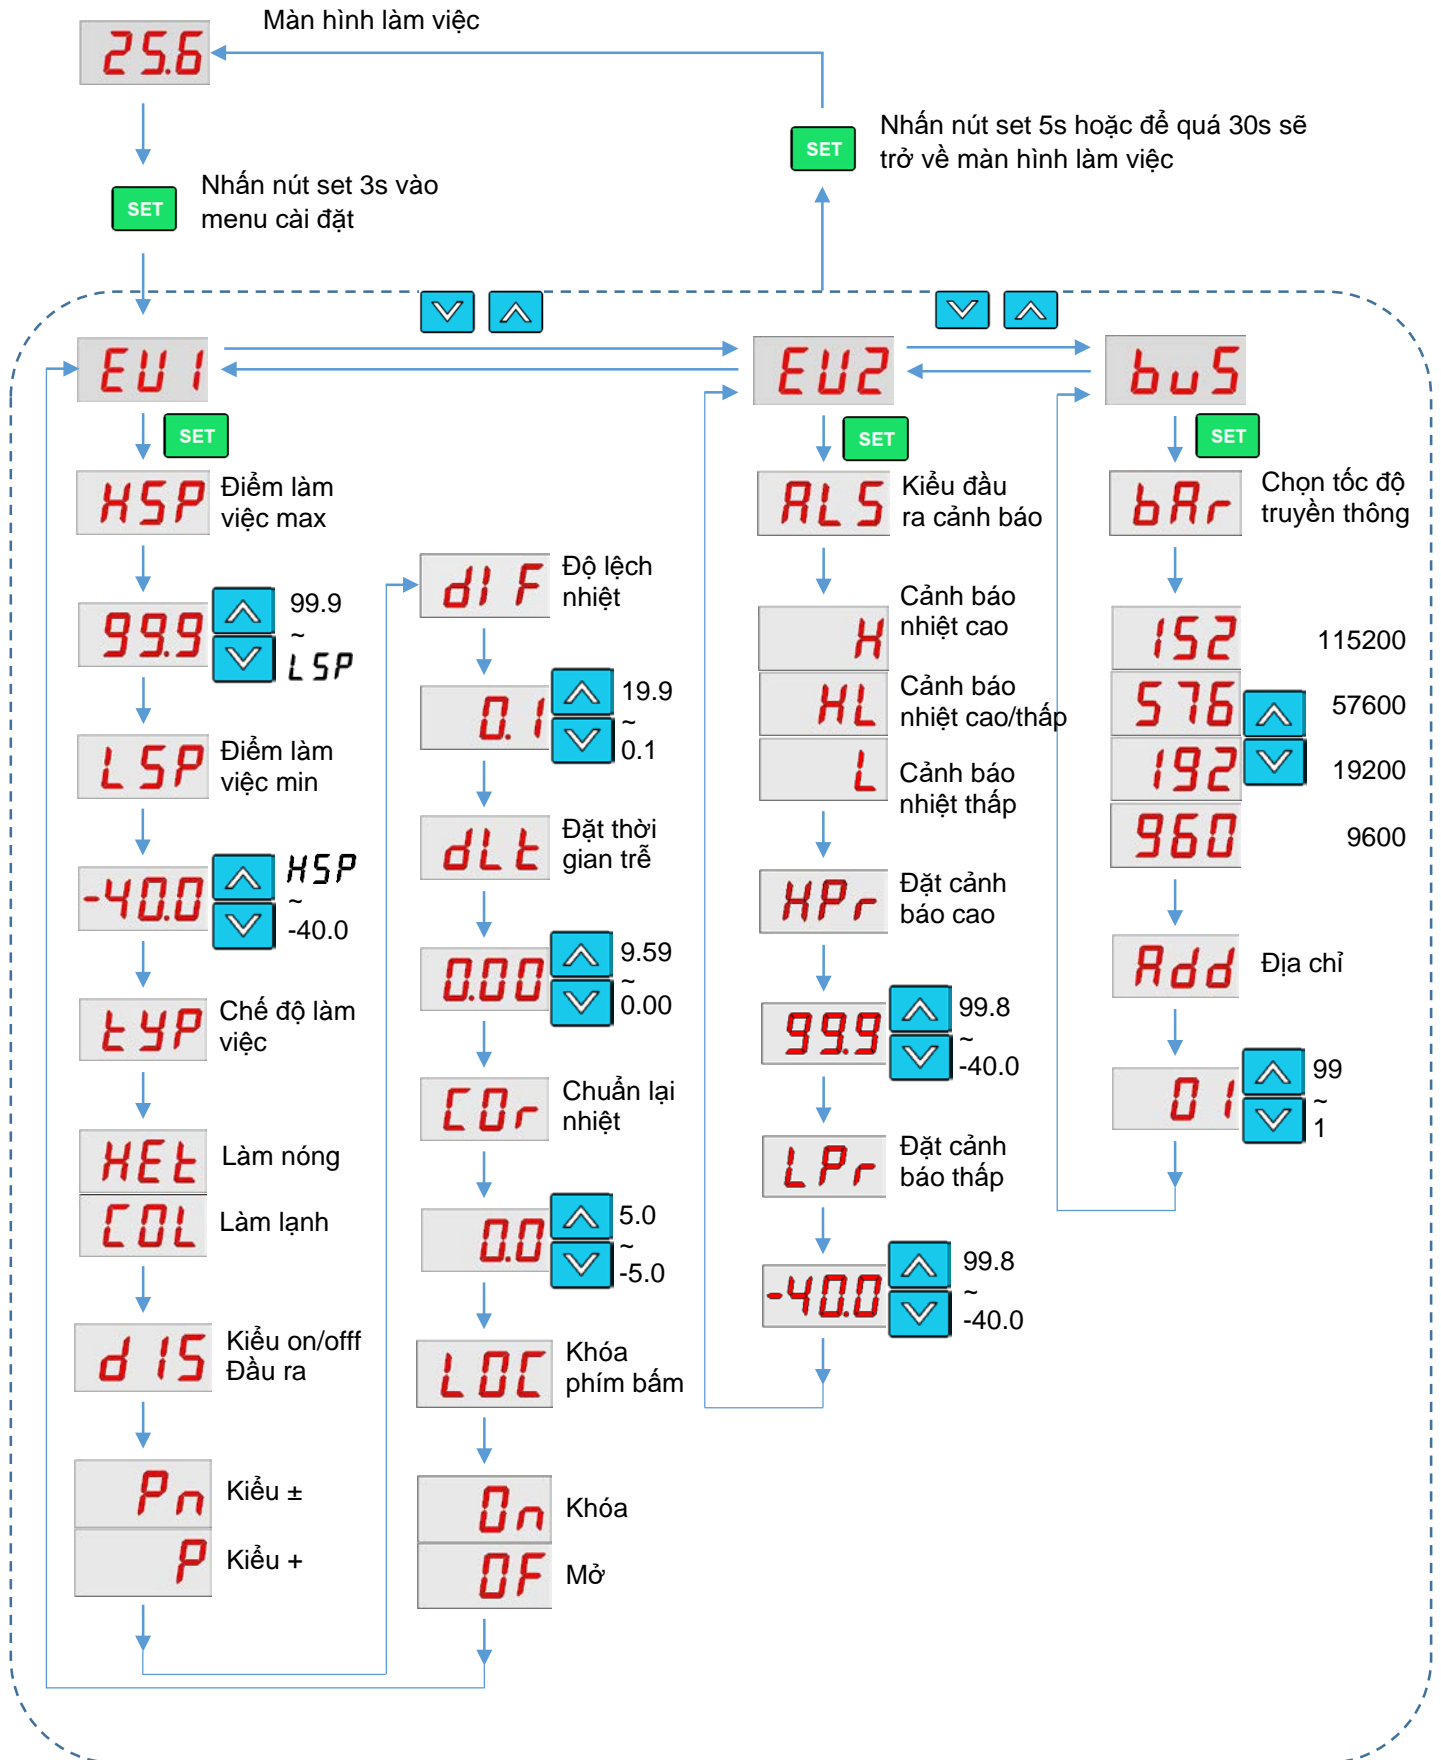 Màn hình làm việc
25.6
SET
Nhấn nút set 5s hoặc để quá 30s sẽ
trở về màn hình làm việc
SET
Nhấn nút set 3s vào
menu cài đặt
EU1
SET
HSP
Điểm làm
việc max
99.9
99.9
~
LSP
LSP
Điểm làm
việc min
-40.0
HSP
~
-40.0
tYP
Chế độ làm
việc
HEt
Làm nóng
COL
Làm lạnh
dIS
Kiểu on/offf
Đầu ra
Pn
Kiểu ±
P
Kiểu +
dIF
Độ lệch
nhiệt
0.1
19.9
~
0.1
dLt
Đặt thời
gian trễ
0.00
9.59
~
0.00
COr
Chuẩn lại
nhiệt
0.0
5.0
~
-5.0
LOC
Khóa
phím bấm
On
Khóa
OF
Mở
EU2
SET
ALS
Kiểu đầu
ra cảnh báo
H
Cảnh báo
nhiệt cao
HL
Cảnh báo
nhiệt cao/thấp
L
Cảnh báo
nhiệt thấp
HPr
Đặt cảnh
báo cao
99.9
99.8
~
-40.0
LPr
Đặt cảnh
báo thấp
-40.0
99.8
~
-40.0
buS
SET
bAr
Chọn tốc độ
truyền thông
152
115200
576
57600
192
19200
960
9600
Add
Địa chỉ
01
99
~
1